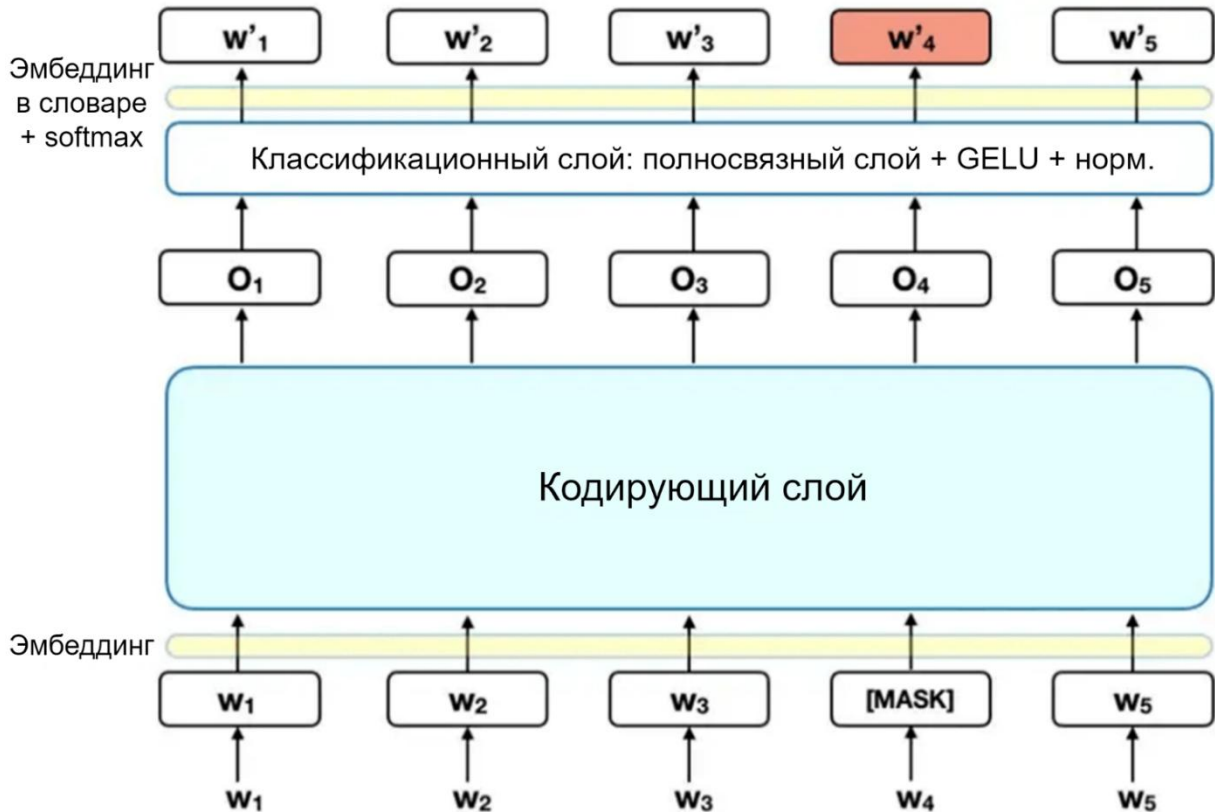 w'1 w'2 w'3 w'4 w'5
Эмбеддинг
в словаре
+ softmax
Классификационный слой: полносвязный слой + GELU + норм.
O1 O2 O3 O4 O5
Кодирующий слой
Эмбеддинг
w1 w2 w3 [MASK] w5
w1 w2 w3 w4 w5